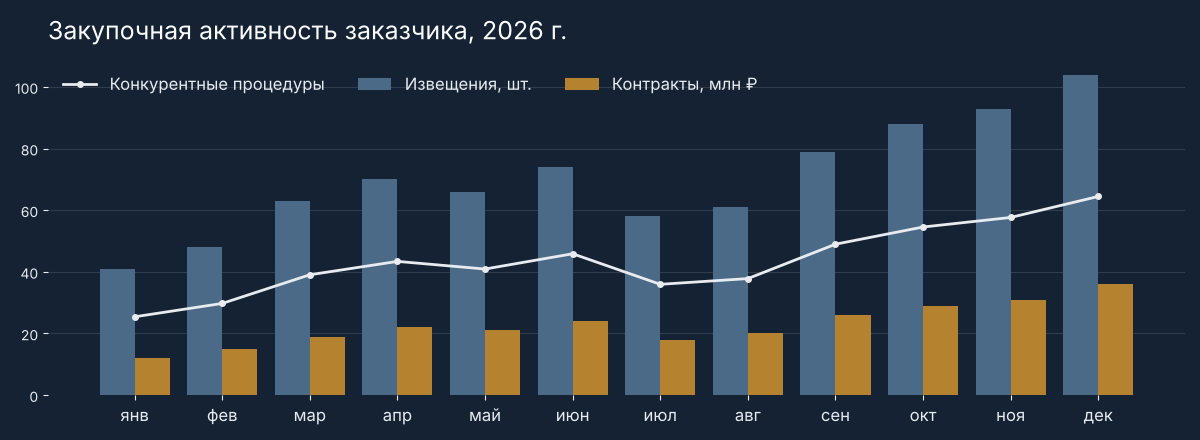 Закупочная активность заказчика, 2026 г.
Конкурентные процедуры
Извещения, шт.
Контракты, млн ₽
100
80
60
40
20
0
янв фев мар апр май июн июл авг сен окт ноя дек